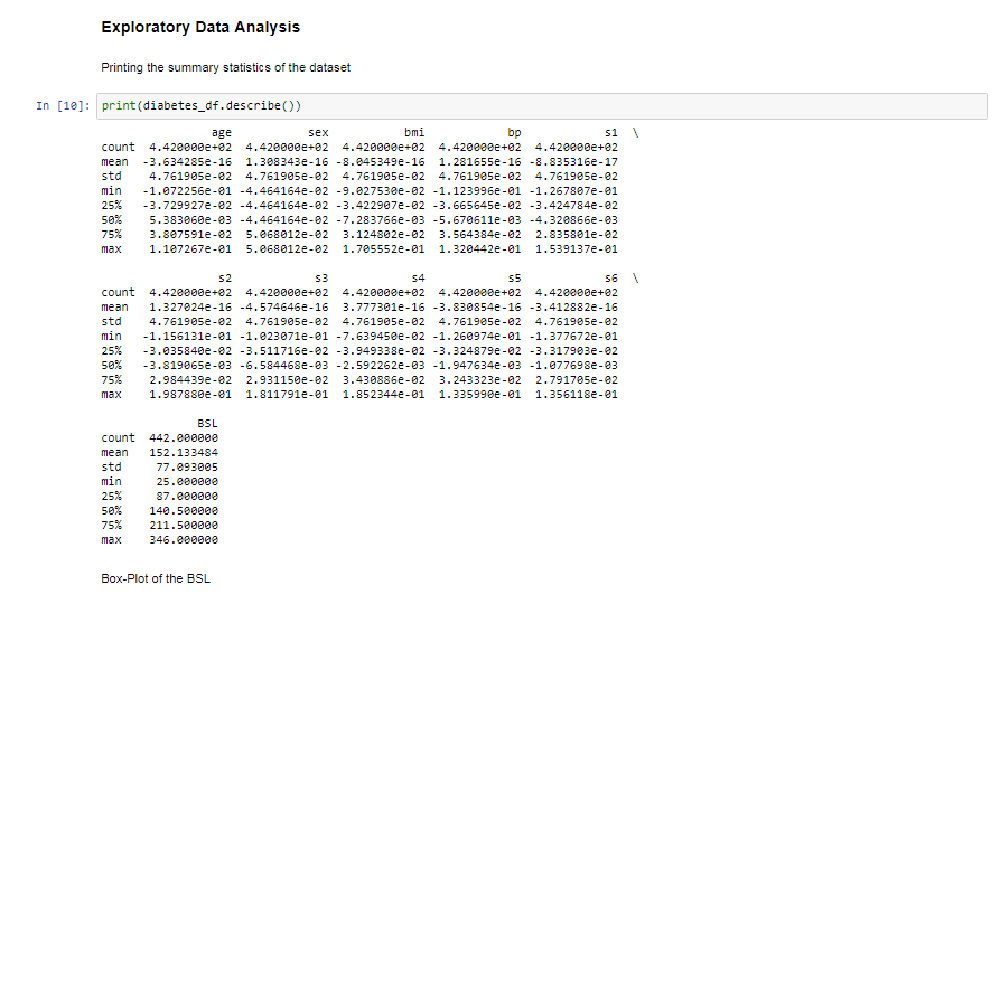 Exploratory Data Analysis
Printing the summary statistics of the dataset
In [10]: print(diabetes_df.describe())
age sex bmi bp s1 \
count 4.420000e+02 4.420000e+02 4.420000e+02 4.420000e+02 4.420000e+02
mean -3.634285e-16 1.308343e-16 -8.045349e-16 1.281655e-16 -8.835316e-17
std 4.761905e-02 4.761905e-02 4.761905e-02 4.761905e-02 4.761905e-02
min -1.072256e-01 -4.464164e-02 -9.027530e-02 -1.123996e-01 -1.267807e-01
25% -3.729927e-02 -4.464164e-02 -3.422907e-02 -3.665645e-02 -3.424784e-02
50% 5.383060e-03 -4.464164e-02 -7.283766e-03 -5.670611e-03 -4.320866e-03
75% 3.807591e-02 5.068012e-02 3.124802e-02 3.564384e-02 2.835801e-02
max 1.107267e-01 5.068012e-02 1.705552e-01 1.320442e-01 1.539137e-01
s2 s3 s4 s5 s6 \
count 4.420000e+02 4.420000e+02 4.420000e+02 4.420000e+02 4.420000e+02
mean 1.327024e-16 -4.574646e-16 3.777301e-16 -3.830854e-16 -3.412882e-16
std 4.761905e-02 4.761905e-02 4.761905e-02 4.761905e-02 4.761905e-02
min -1.156131e-01 -1.023071e-01 -7.639450e-02 -1.260974e-01 -1.377672e-01
25% -3.035840e-02 -3.511716e-02 -3.949338e-02 -3.324879e-02 -3.317903e-02
50% -3.819065e-03 -6.584468e-03 -2.592262e-03 -1.947634e-03 -1.077698e-03
75% 2.984439e-02 2.931150e-02 3.430886e-02 3.243323e-02 2.791705e-02
max 1.987880e-01 1.811791e-01 1.852344e-01 1.335990e-01 1.356118e-01
BSL
count 442.000000
mean 152.133484
std 77.093005
min 25.000000
25% 87.000000
50% 140.500000
75% 211.500000
max 346.000000
Box-Plot of the BSL